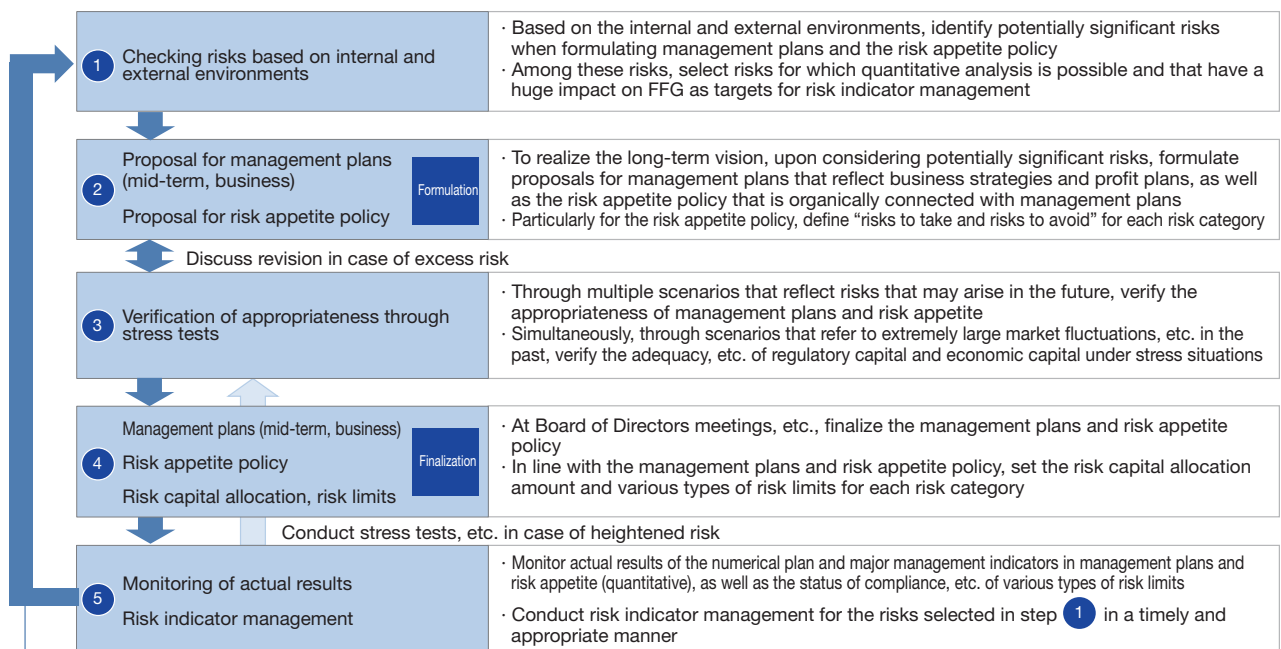 1
Checking risks based on internal and
external environments
· Based on the internal and external environments, identify potentially significant risks
when formulating management plans and the risk appetite policy
· Among these risks, select risks for which quantitative analysis is possible and that have a
huge impact on FFG as targets for risk indicator management
2
Proposal for management plans
(mid-term, business)
Proposal for risk appetite policy
Formulation
· To realize the long-term vision, upon considering potentially significant risks, formulate
proposals for management plans that reflect business strategies and profit plans, as well
as the risk appetite policy that is organically connected with management plans
· Particularly for the risk appetite policy, define “risks to take and risks to avoid” for each risk category
Discuss revision in case of excess risk
3
Verification of appropriateness through
stress tests
· Through multiple scenarios that reflect risks that may arise in the future, verify the
appropriateness of management plans and risk appetite
· Simultaneously, through scenarios that refer to extremely large market fluctuations, etc. in the
past, verify the adequacy, etc. of regulatory capital and economic capital under stress situations
4
Management plans (mid-term, business)
Risk appetite policy
Risk capital allocation, risk limits
Finalization
· At Board of Directors meetings, etc., finalize the management plans and risk appetite
policy
· In line with the management plans and risk appetite policy, set the risk capital allocation
amount and various types of risk limits for each risk category
Conduct stress tests, etc. in case of heightened risk
5
Monitoring of actual results
Risk indicator management
· Monitor actual results of the numerical plan and major management indicators in management plans and
risk appetite (quantitative), as well as the status of compliance, etc. of various types of risk limits
· Conduct risk indicator management for the risks selected in step 1 in a timely and
appropriate manner